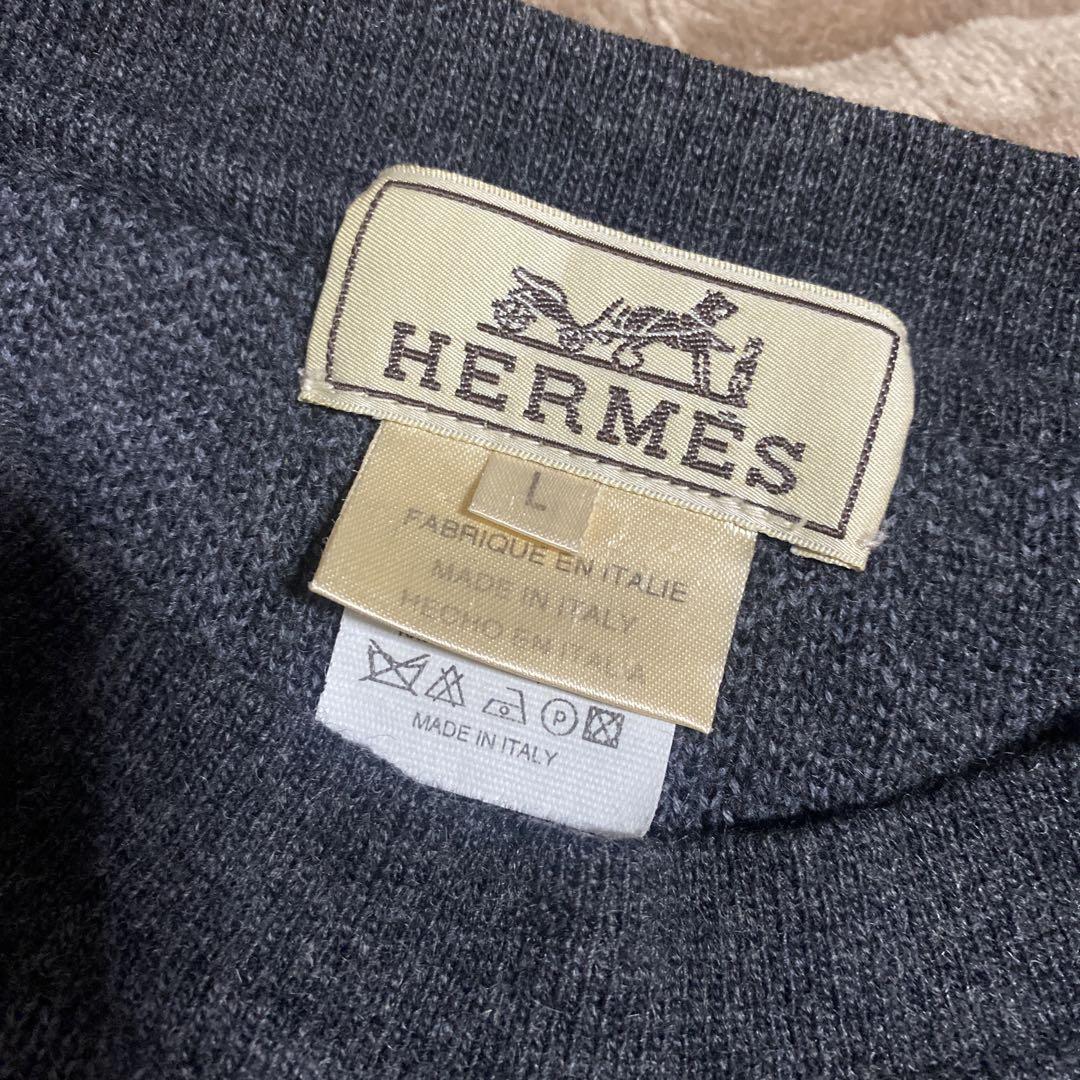 HERMÈS
L
FABRIQUE EN ITALIE
MADE IN ITALY
HECHO EN ITALIA
P
MADE IN ITALY